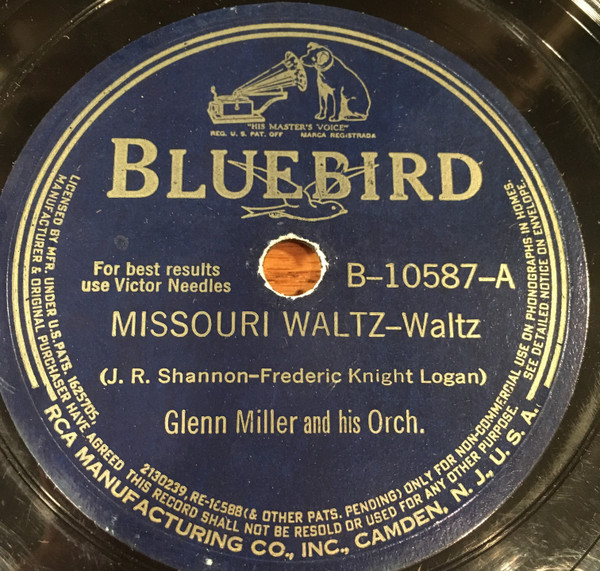 "HIS MASTER'S VOICE"
REG. U. S. PAT. OFF. MARCA REGISTRADA
BLUEBIRD
For best results
use Victor Needles
B-10587-A
MISSOURI WALTZ–Waltz
(J. R. Shannon–Frederic Knight Logan)
Glenn Miller and his Orch.
LICENSED BY MFR. UNDER U.S. PATS. 1625705, 2130239, RE-16588 (& OTHER PATS. PENDING) ONLY FOR NON-COMMERCIAL USE ON PHONOGRAPHS IN HOMES.
MANUFACTURER & ORIGINAL PURCHASER HAVE AGREED THIS RECORD SHALL NOT BE RESOLD OR USED FOR ANY OTHER PURPOSE. SEE DETAILED NOTICE ON ENVELOPE.
RCA MANUFACTURING CO., INC., CAMDEN, N. J., U. S. A.